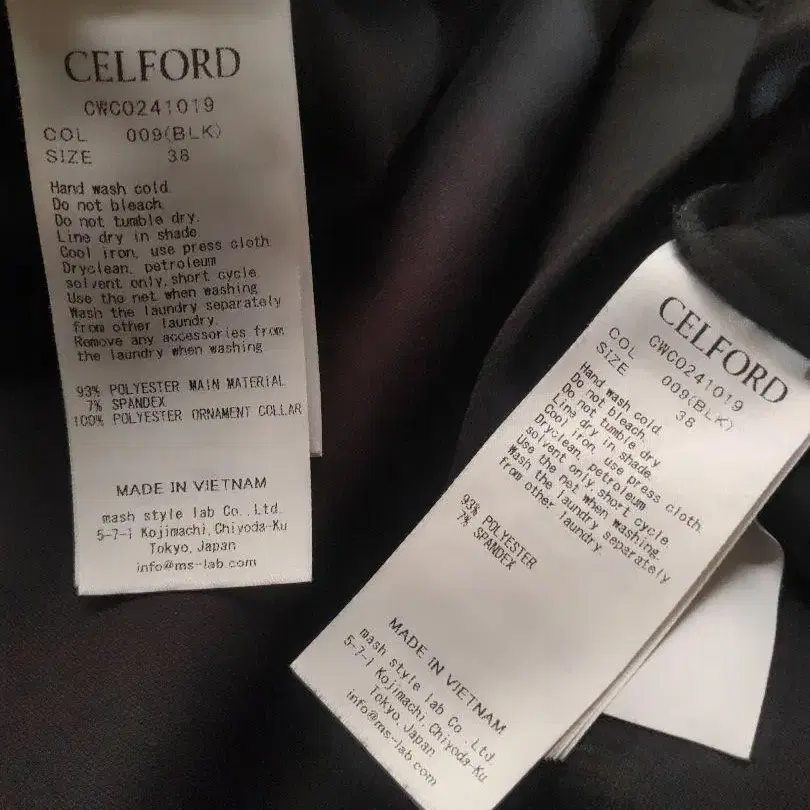 CELFORD
CWCO241019
COL 009(BLK)
SIZE 38
Hand wash cold.
Do not bleach.
Do not tumble dry.
Line dry in shade.
Cool iron, use press cloth.
Dryclean, petroleum
solvent only, short cycle.
Use the net when washing.
Wash the laundry separately
from other laundry.
Remove any accessories from
the laundry when washing.
93% POLYESTER MAIN MATERIAL
7% SPANDEX
100% POLYESTER ORNAMENT COLLAR
MADE IN VIETNAM
mash style lab Co., Ltd.
5-7-1 Kojimachi, Chiyoda-Ku
Tokyo, Japan
info@ms-lab.com
CELFORD
CWCO241019
COL 009(BLK)
SIZE 38
Hand wash cold.
Do not bleach.
Do not tumble dry.
Line dry in shade.
Cool iron, use press cloth.
Dryclean, petroleum
solvent only, short cycle.
Use the net when washing.
Wash the laundry separately
from other laundry.
93% POLYESTER
7% SPANDEX
MADE IN VIETNAM
mash style lab Co., Ltd.
5-7-1 Kojimachi, Chiyoda-Ku
Tokyo, Japan
info@ms-lab.com